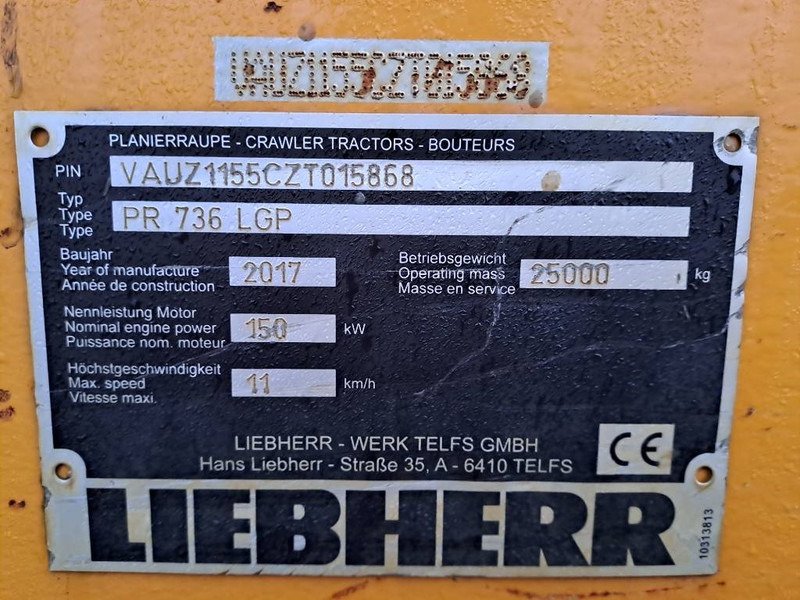 VAUZ1155CZT015868
PLANIERRAUPE - CRAWLER TRACTORS - BOUTEURS
PIN VAUZ1155CZT015868
Typ
Type PR 736 LGP
Type
Baujahr
Year of manufacture 2017
Année de construction
Betriebsgewicht
Operating mass 25000 kg
Masse en service
Nennleistung Motor
Nominal engine power 150 kW
Puissance nom. moteur
Höchstgeschwindigkeit
Max. speed 11 km/h
Vitesse maxi.
LIEBHERR - WERK TELFS GMBH
Hans Liebherr - Straße 35, A - 6410 TELFS
CE
LIEBHERR
10313813